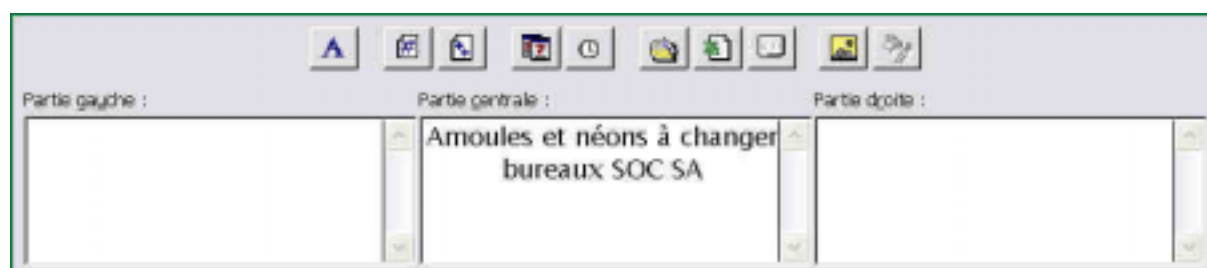 Partie gauche :
Partie centrale :
Partie droite :
Amoules et néons à changer
bureaux SOC SA